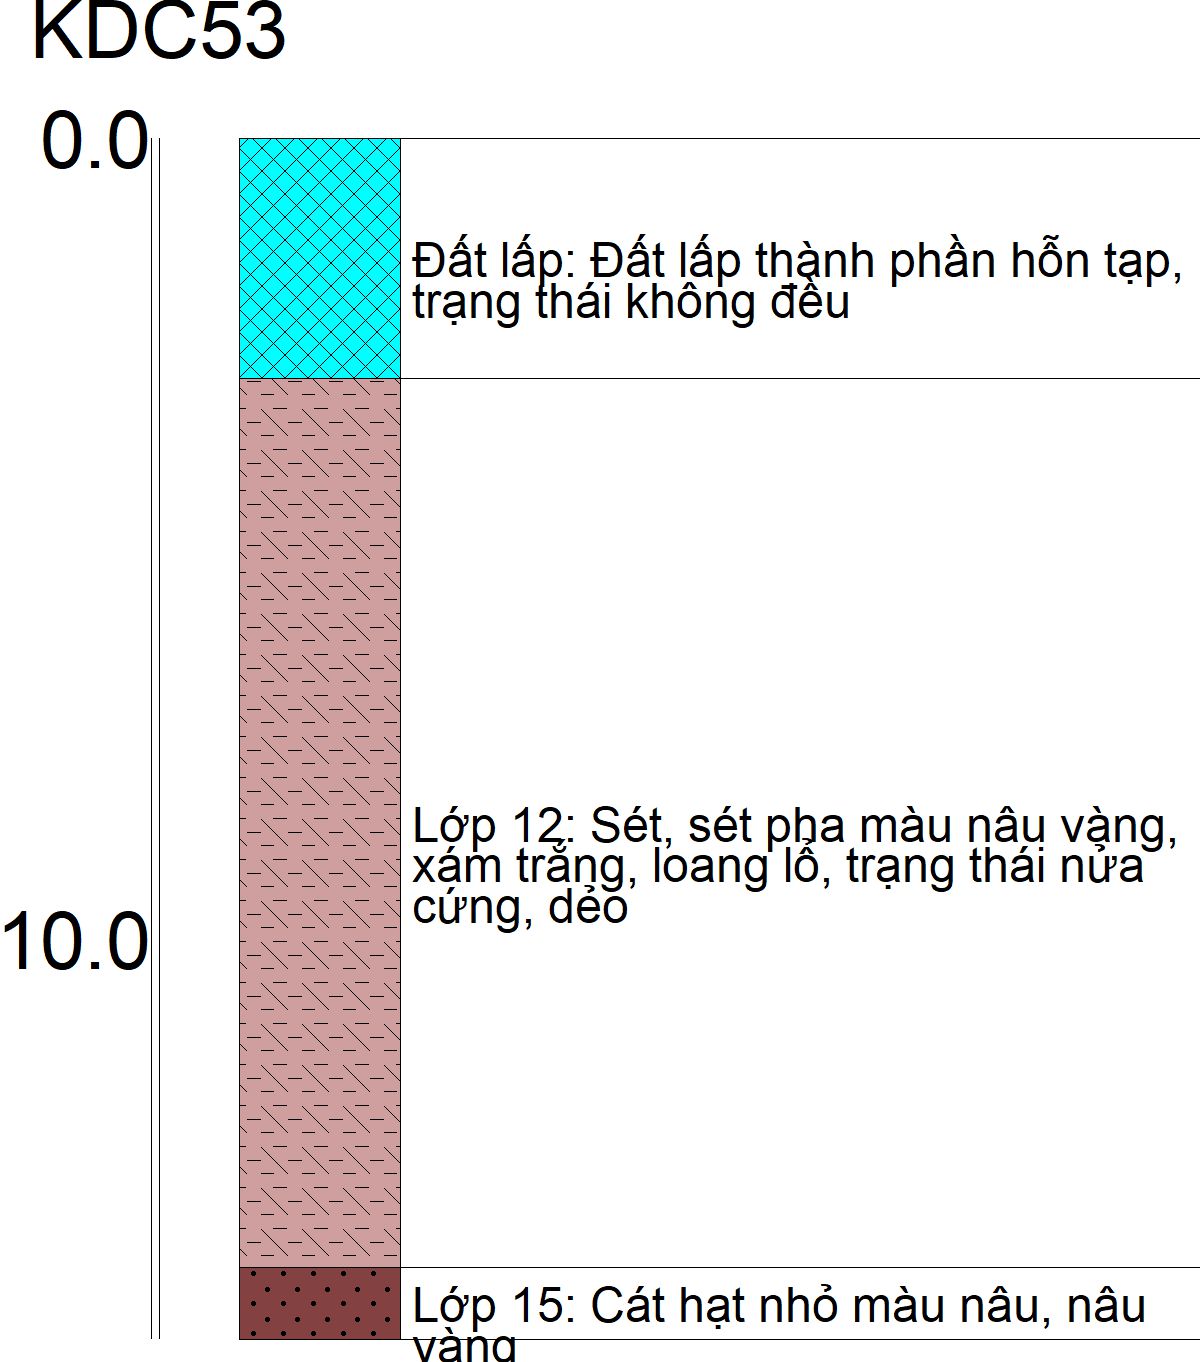 KDC53
0.0
Đất lấp: Đất lấp thành phần hỗn tạp,
trạng thái không đều
Lớp 12: Sét, sét pha màu nâu vàng,
xám trắng, loang lổ, trạng thái nửa
cứng, dẻo
10.0
Lớp 15: Cát hạt nhỏ màu nâu, nâu
vàng